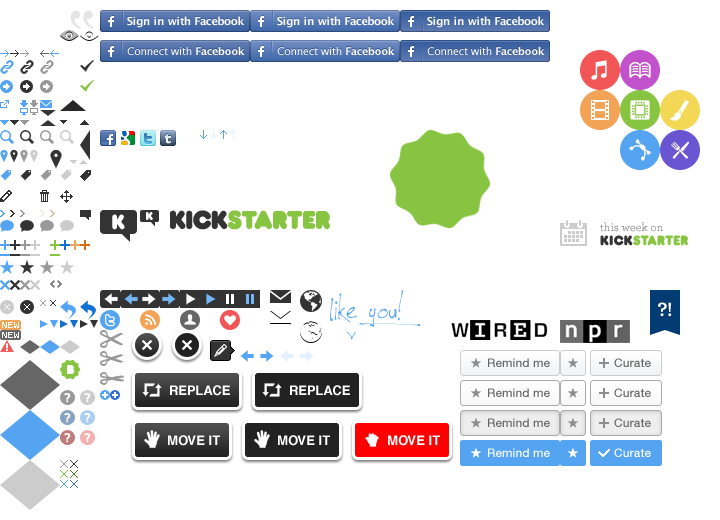 Sign in with Facebook Sign in with Facebook Sign in with Facebook
Connect with Facebook Connect with Facebook Connect with Facebook
K K KICKSTARTER
this week on
KICKSTARTER
like you!
?!
NEW
NEW
WIRED npr
Remind me Curate
REPLACE REPLACE
Remind me Curate
Remind me Curate
MOVE IT MOVE IT MOVE IT
Remind me Curate
? ?
? ?
? ?